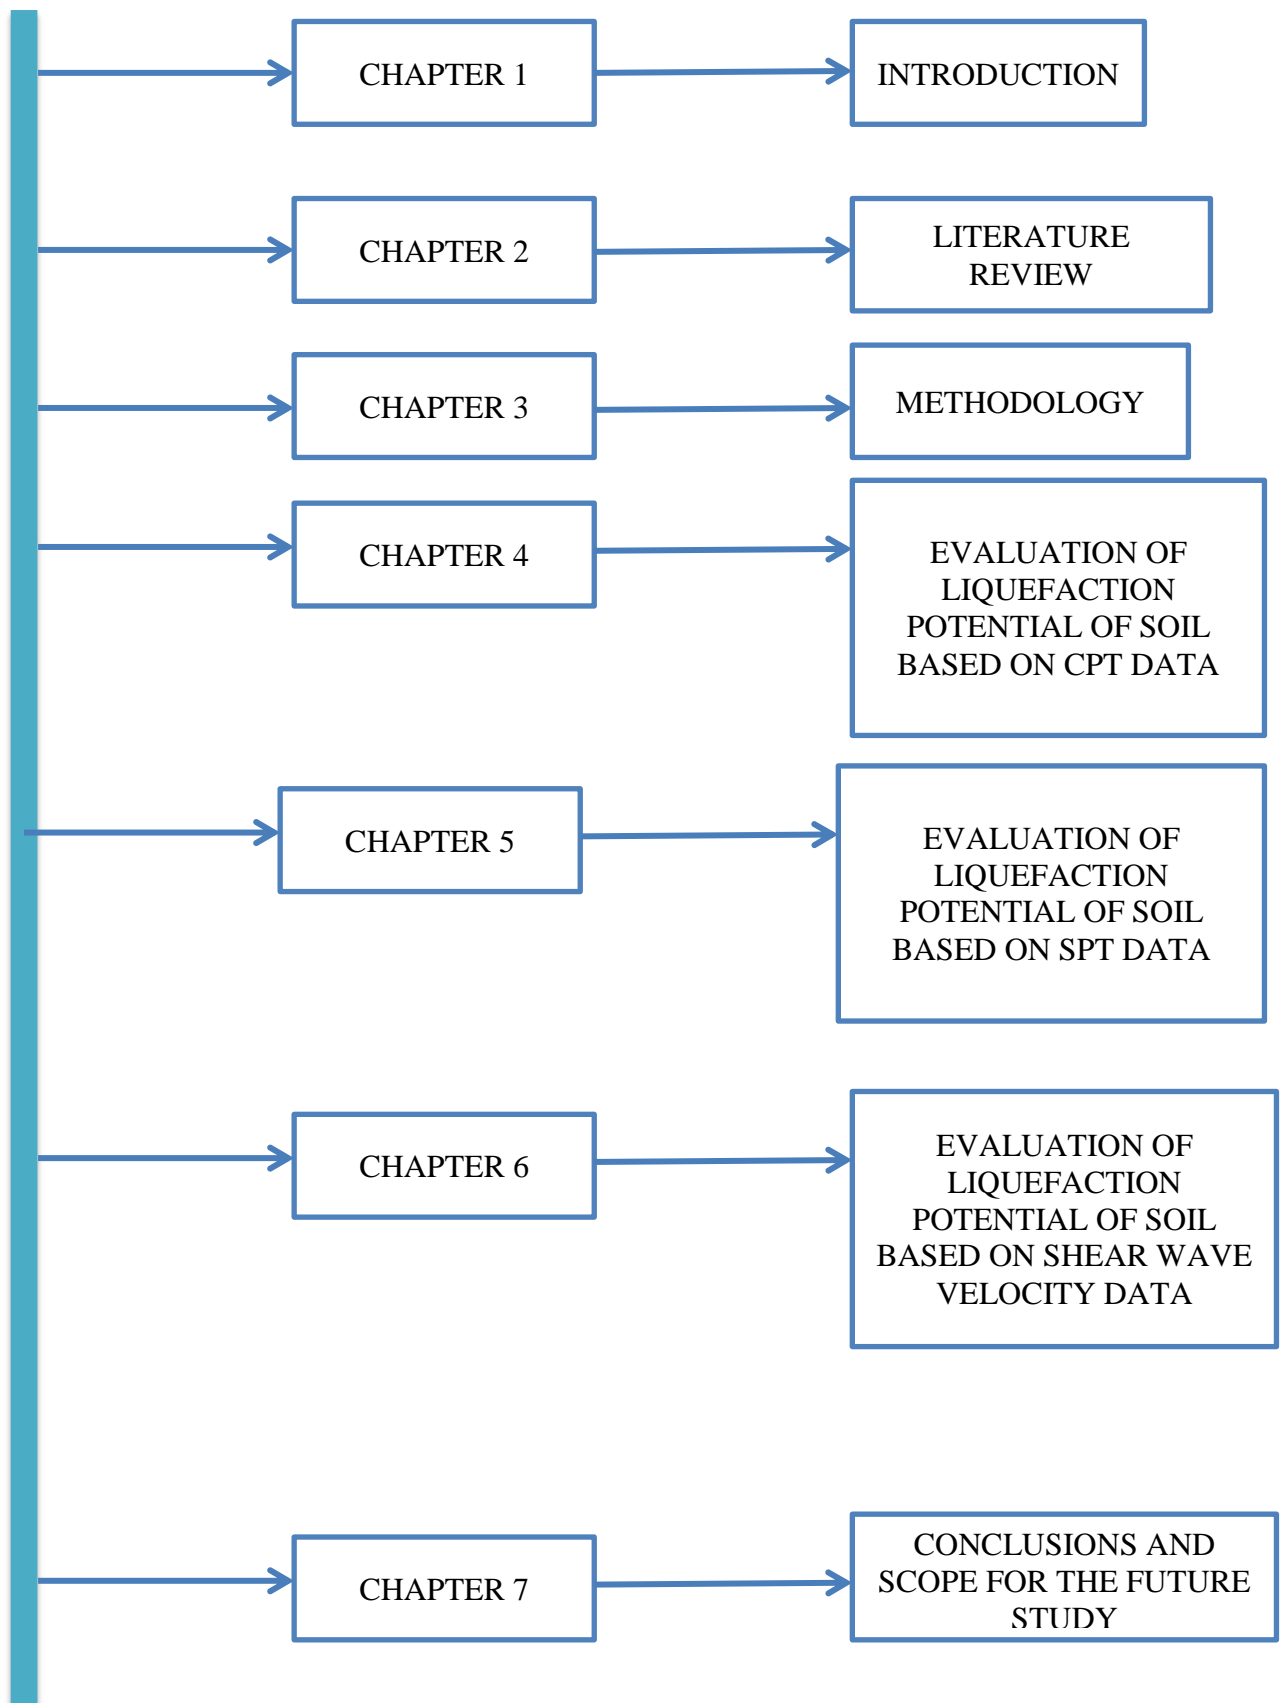 CHAPTER 1
INTRODUCTION
CHAPTER 2
LITERATURE
REVIEW
CHAPTER 3
METHODOLOGY
CHAPTER 4
EVALUATION OF
LIQUEFACTION
POTENTIAL OF SOIL
BASED ON CPT DATA
CHAPTER 5
EVALUATION OF
LIQUEFACTION
POTENTIAL OF SOIL
BASED ON SPT DATA
CHAPTER 6
EVALUATION OF
LIQUEFACTION
POTENTIAL OF SOIL
BASED ON SHEAR WAVE
VELOCITY DATA
CHAPTER 7
CONCLUSIONS AND
SCOPE FOR THE FUTURE
STUDY